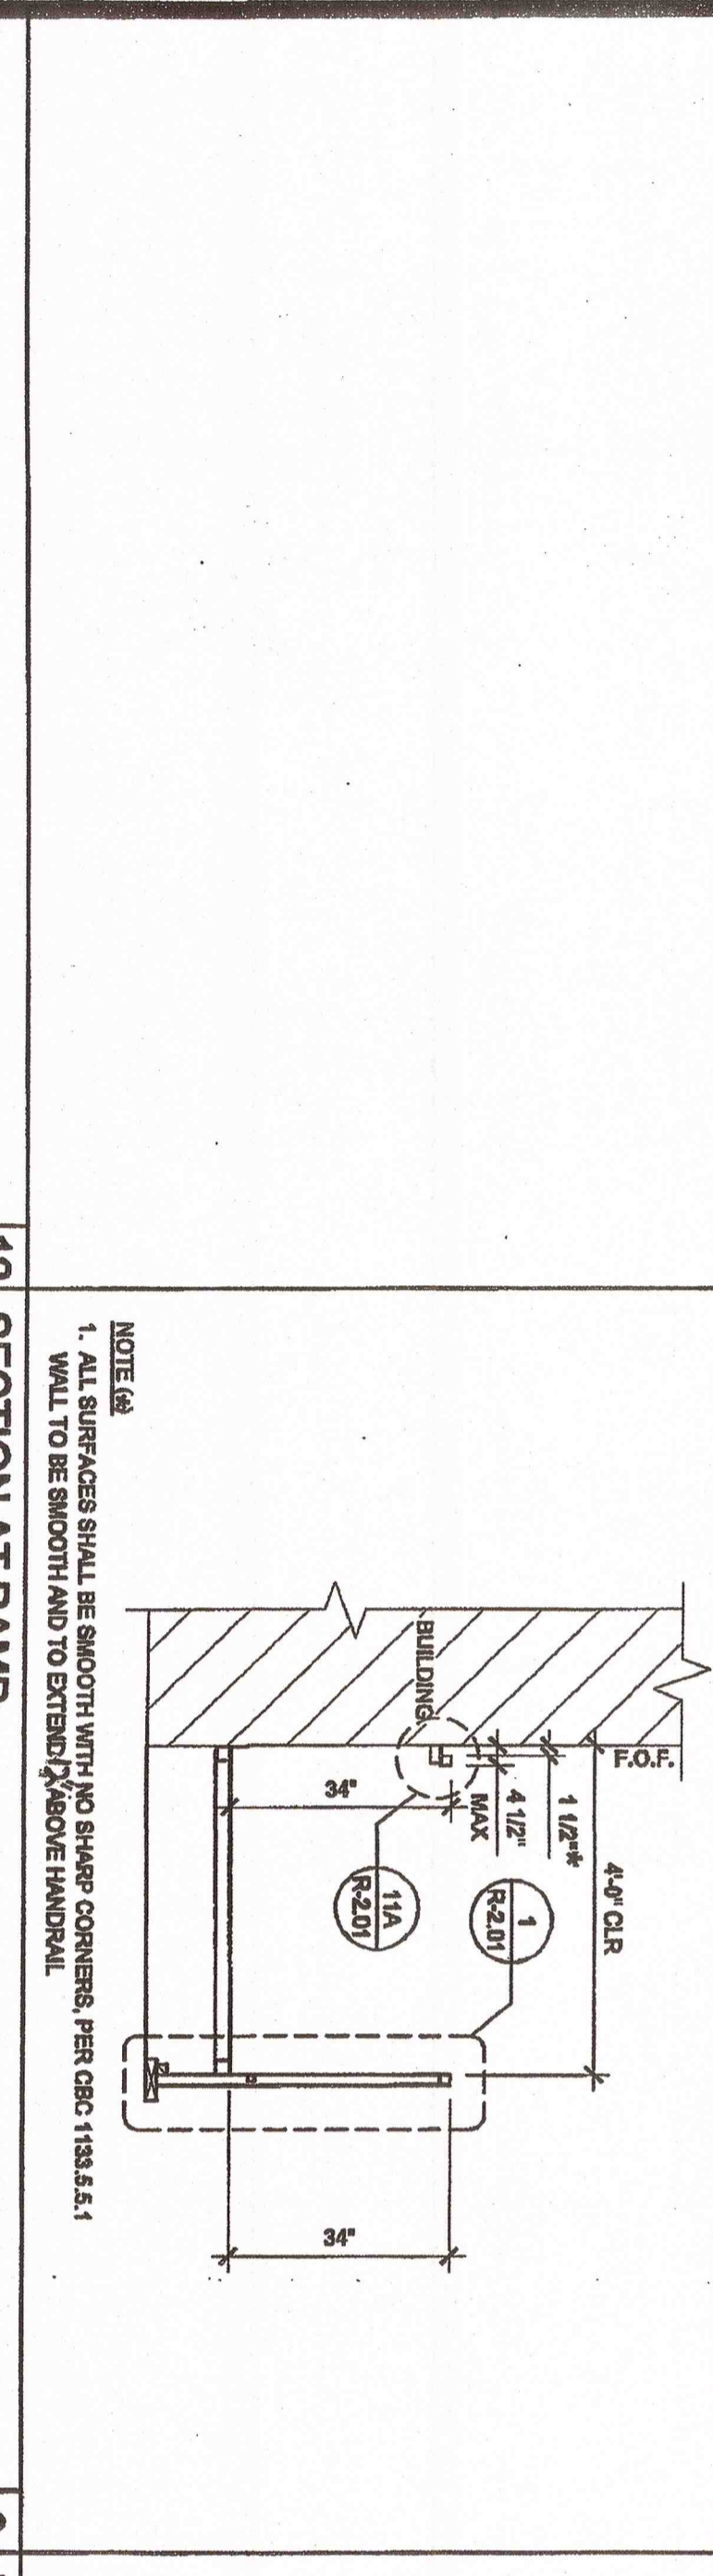 4'-0" CLR
F.O.F.
1 1/2"*
4 1/2"
MAX
1
R-2.01
BUILDING
34"
11A
R-2.01
34"
NOTE (*)
1. ALL SURFACES SHALL BE SMOOTH WITH NO SHARP CORNERS, PER CBC 1133.5.5.1
WALL TO BE SMOOTH AND TO EXTEND ABOVE HANDRAIL
SECTION AT RAMP